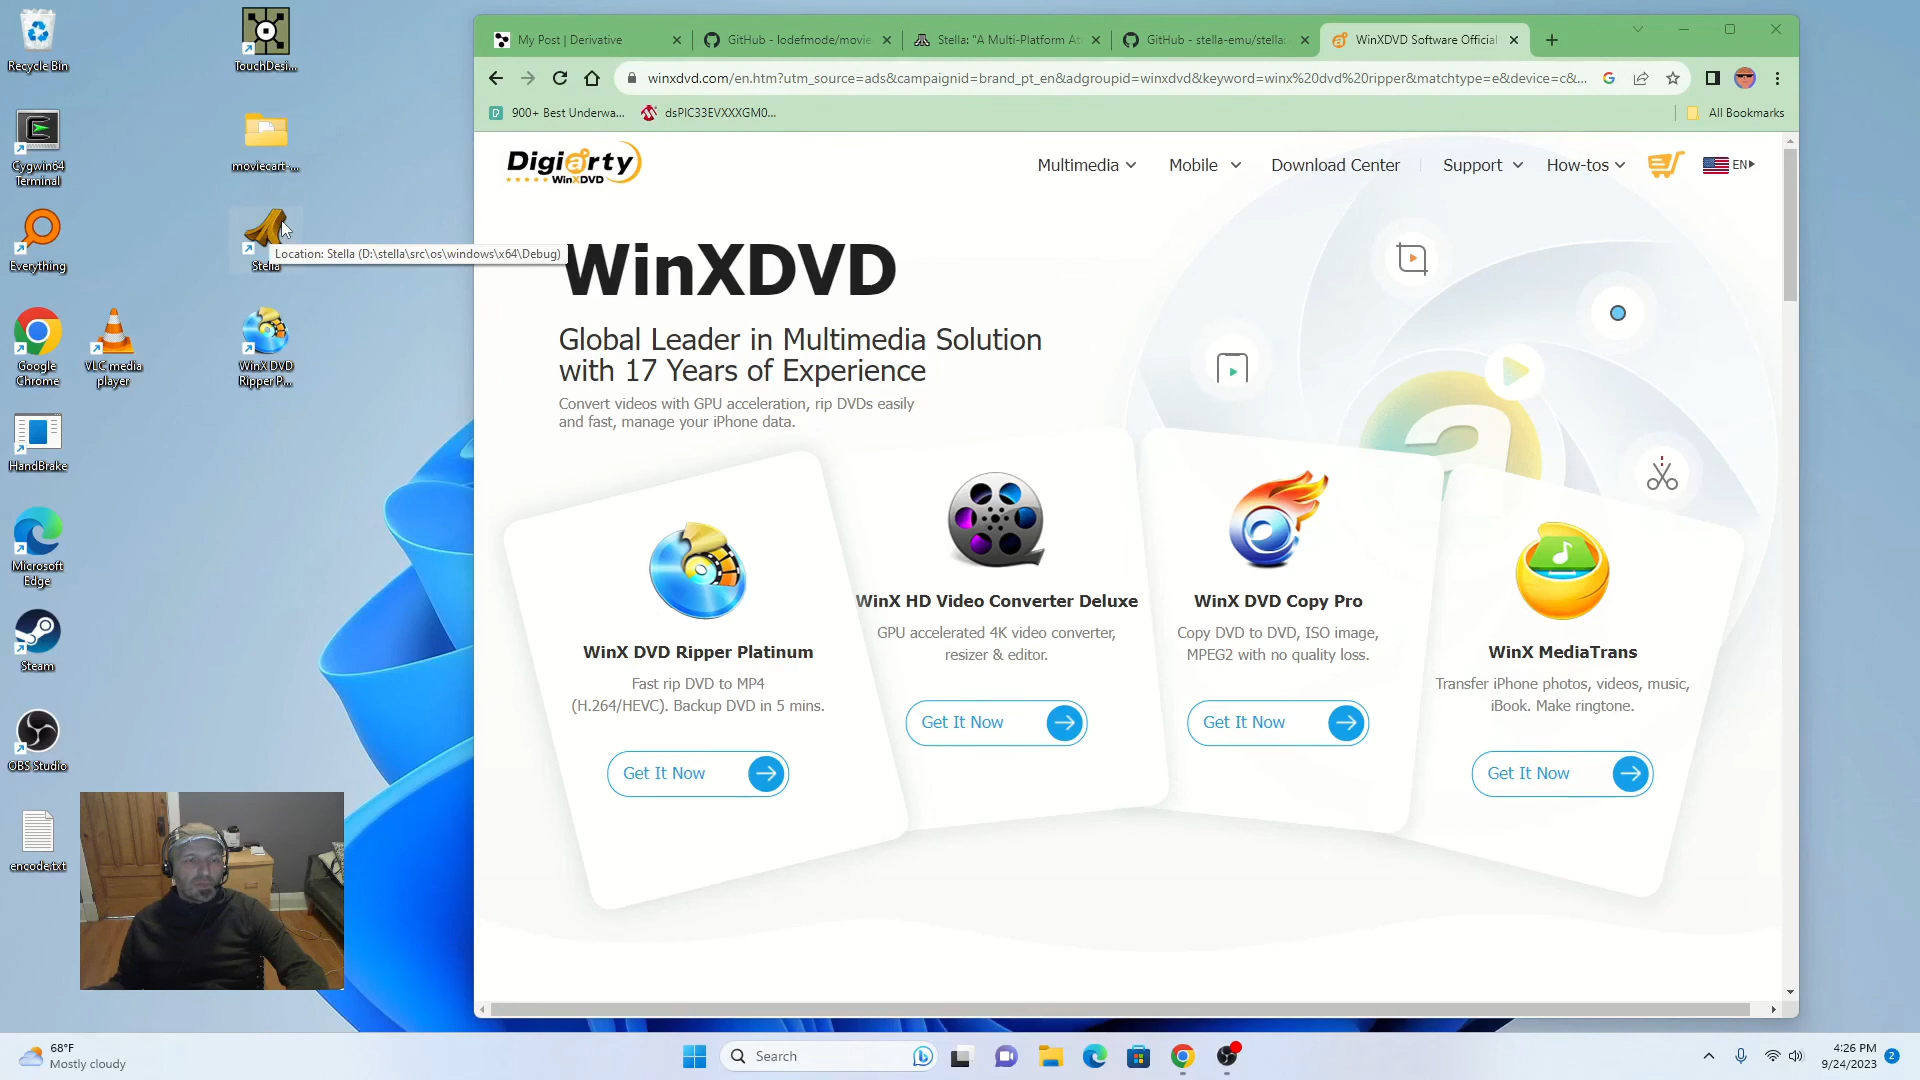 Recycle Bin
TouchDesi...
Cygwin64
Terminal
moviecart-...
Everything
Stella
Location: Stella (D:\stella\src\os\windows\x64\Debug)
Google
Chrome
VLC media
player
WinX DVD
Ripper P...
HandBrake
Microsoft
Edge
Steam
OBS Studio
encode.txt
My Post | Derivative
GitHub - lodefmode/movie
Stella: "A Multi-Platform At
GitHub - stella-emu/stella:
WinXDVD Software Official
winxdvd.com/en.htm?utm_source=ads&campaignid=brand_pt_en&adgroupid=winxdvd&keyword=winx%20dvd%20ripper&matchtype=e&device=c&...
900+ Best Underwa...
dsPIC33EVXXXGM0...
All Bookmarks
Digiarty
WinXDVD
Multimedia
Mobile
Download Center
Support
How-tos
EN
WinXDVD
Global Leader in Multimedia Solution
with 17 Years of Experience
Convert videos with GPU acceleration, rip DVDs easily
and fast, manage your iPhone data.
WinX DVD Ripper Platinum
Fast rip DVD to MP4
(H.264/HEVC). Backup DVD in 5 mins.
Get It Now
WinX HD Video Converter Deluxe
GPU accelerated 4K video converter,
resizer & editor.
Get It Now
WinX DVD Copy Pro
Copy DVD to DVD, ISO image,
MPEG2 with no quality loss.
Get It Now
WinX MediaTrans
Transfer iPhone photos, videos, music,
iBook. Make ringtone.
Get It Now
68°F
Mostly cloudy
Search
4:26 PM
9/24/2023
2